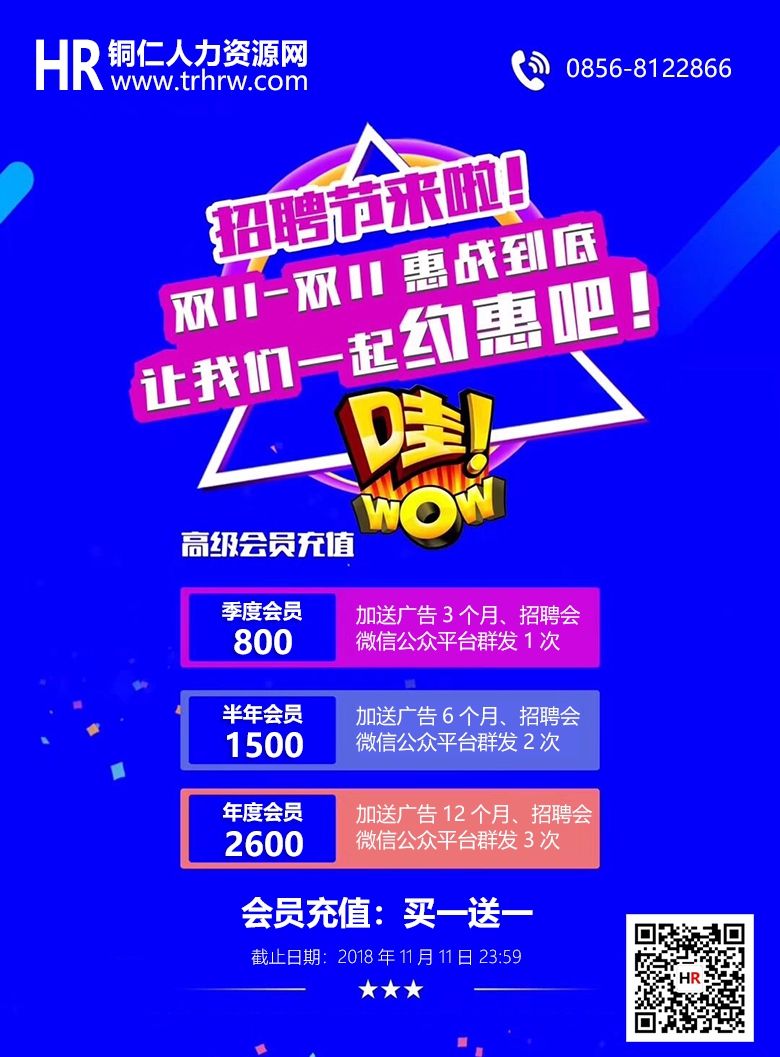 HR 铜仁人力资源网
www.trhrw.com
0856-8122866
招聘节来啦！
双11-双11 惠战到底
让我们一起约惠吧！
哇！
WOW
高级会员充值
季度会员
800
加送广告 3 个月、招聘会
微信公众平台群发 1 次
半年会员
1500
加送广告 6 个月、招聘会
微信公众平台群发 2 次
年度会员
2600
加送广告 12 个月、招聘会
微信公众平台群发 3 次
会员充值：买一送一
截止日期：2018 年 11 月 11 日 23:59
HR